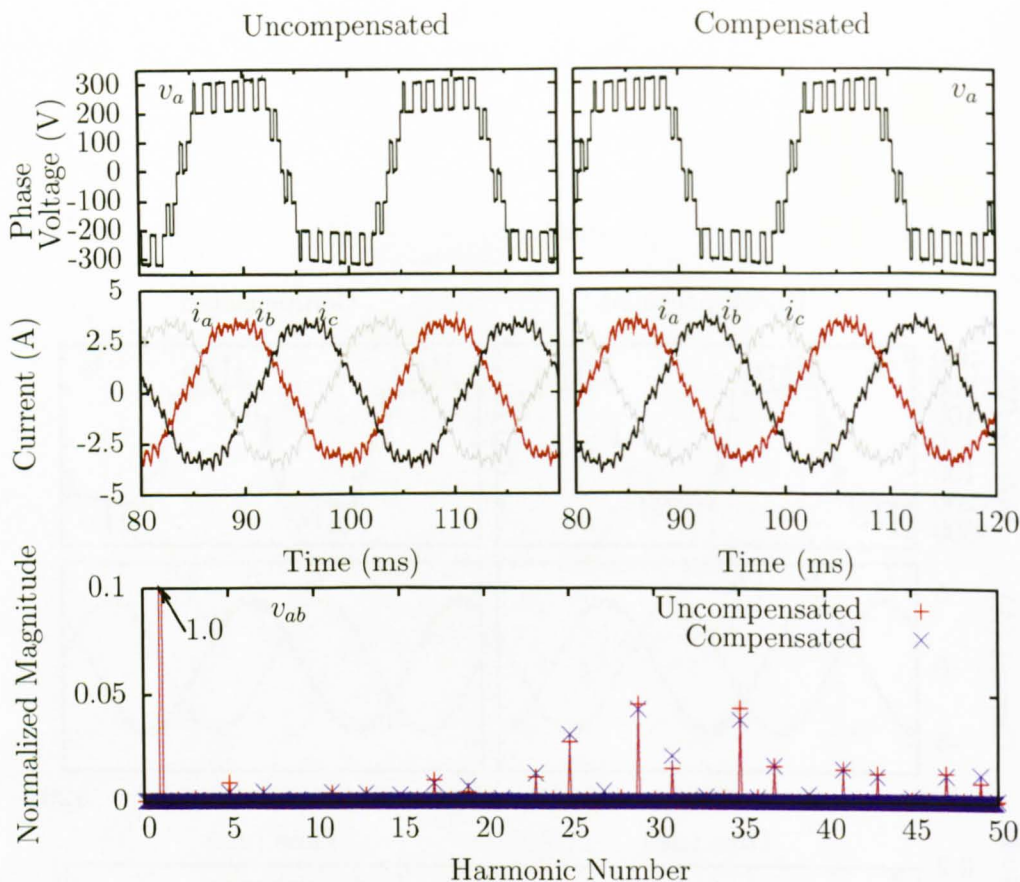 Uncompensated
Compensated
Phase
Voltage (V)
300
200
100
0
-100
-200
-300
v_a
v_a
Current (A)
5
2.5
0
-2.5
-5
i_a i_b i_c
i_a i_b i_c
80 90 100 110
80 90 100 110 120
Time (ms)
Time (ms)
Normalized Magnitude
0.1
0.05
0
1.0
v_ab
Uncompensated
Compensated
0 5 10 15 20 25 30 35 40 45 50
Harmonic Number